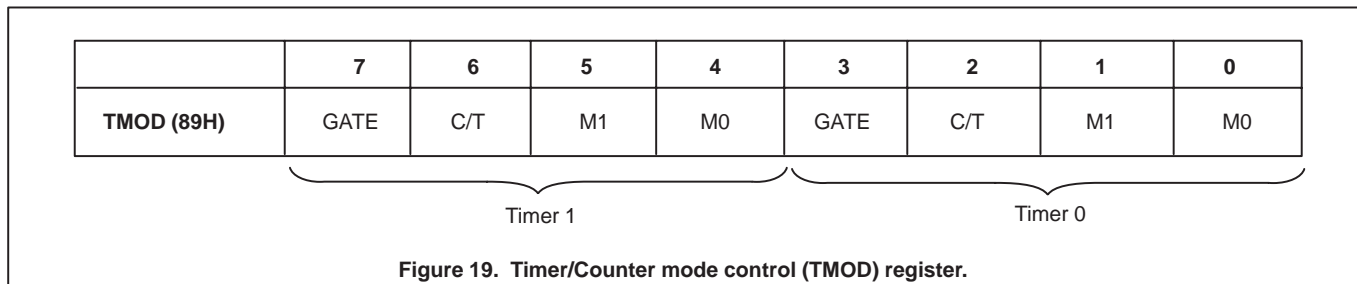 7 6 5 4 3 2 1 0
TMOD (89H) GATE C/T M1 M0 GATE C/T M1 M0
Timer 1 Timer 0
Figure 19. Timer/Counter mode control (TMOD) register.